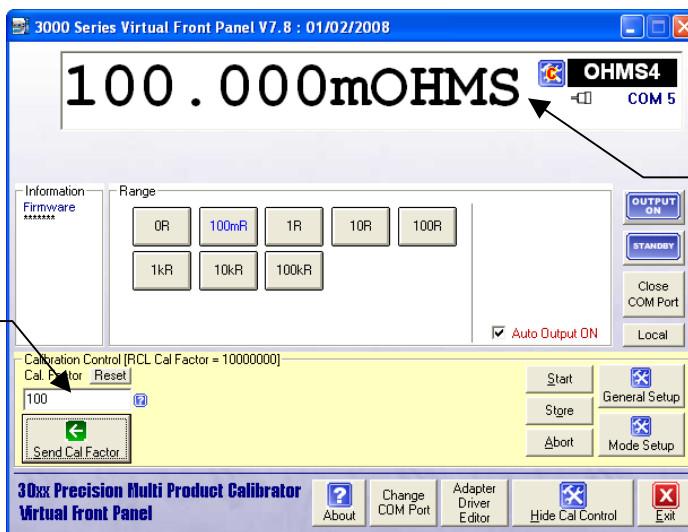 3000 Series Virtual Front Panel V7.8 : 01/02/2008
100.000mOHMS
OHMS4
COM 5
Information
Firmware
*******
Range
0R
100mR
1R
10R
100R
1kR
10kR
100kR
OUTPUT
ON
STANDBY
Close
COM Port
Auto Output ON
Local
Calibration Control [RCL Cal Factor = 10000000]
Cal. Factor
Reset
100
Send Cal Factor
Start
Store
Abort
General Setup
Mode Setup
30xx Precision Multi Product Calibrator
Virtual Front Panel
About
Change
COM Port
Adapter
Driver
Editor
Hide Cal Control
Exit